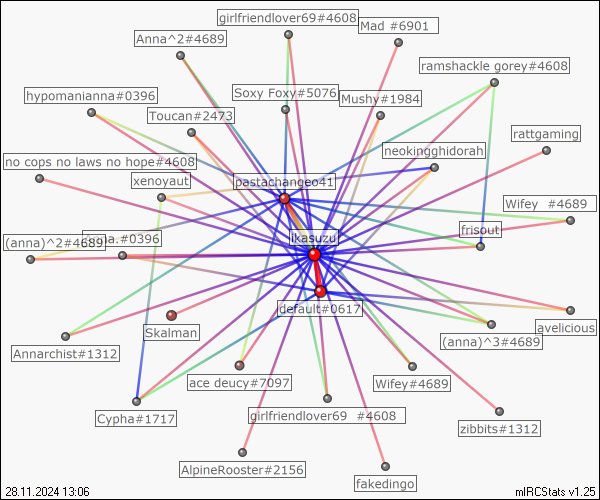 girlfriendlover69#4608
Mad #6901
Anna^2#4689
ramshackle gorey#4608
hypomanianna#0396
Soxy Foxy#5076
Mushy#1984
Toucan#2473
rattgaming
neokingghidorah
no cops no laws no hope#4608
xenoyaut
pastachangeo41
Wifey #4689
frisout
(anna)^2#4689
ikasuzu
default#0617
Skalman
avelicious
Annarchist#1312
(anna)^3#4689
ace deucy#7097
Wifey#4689
Cypha#1717
girlfriendlover69 #4608
zibbits#1312
AlpineRooster#2156
fakedingo
28.11.2024 13:06
mIRCStats v1.25